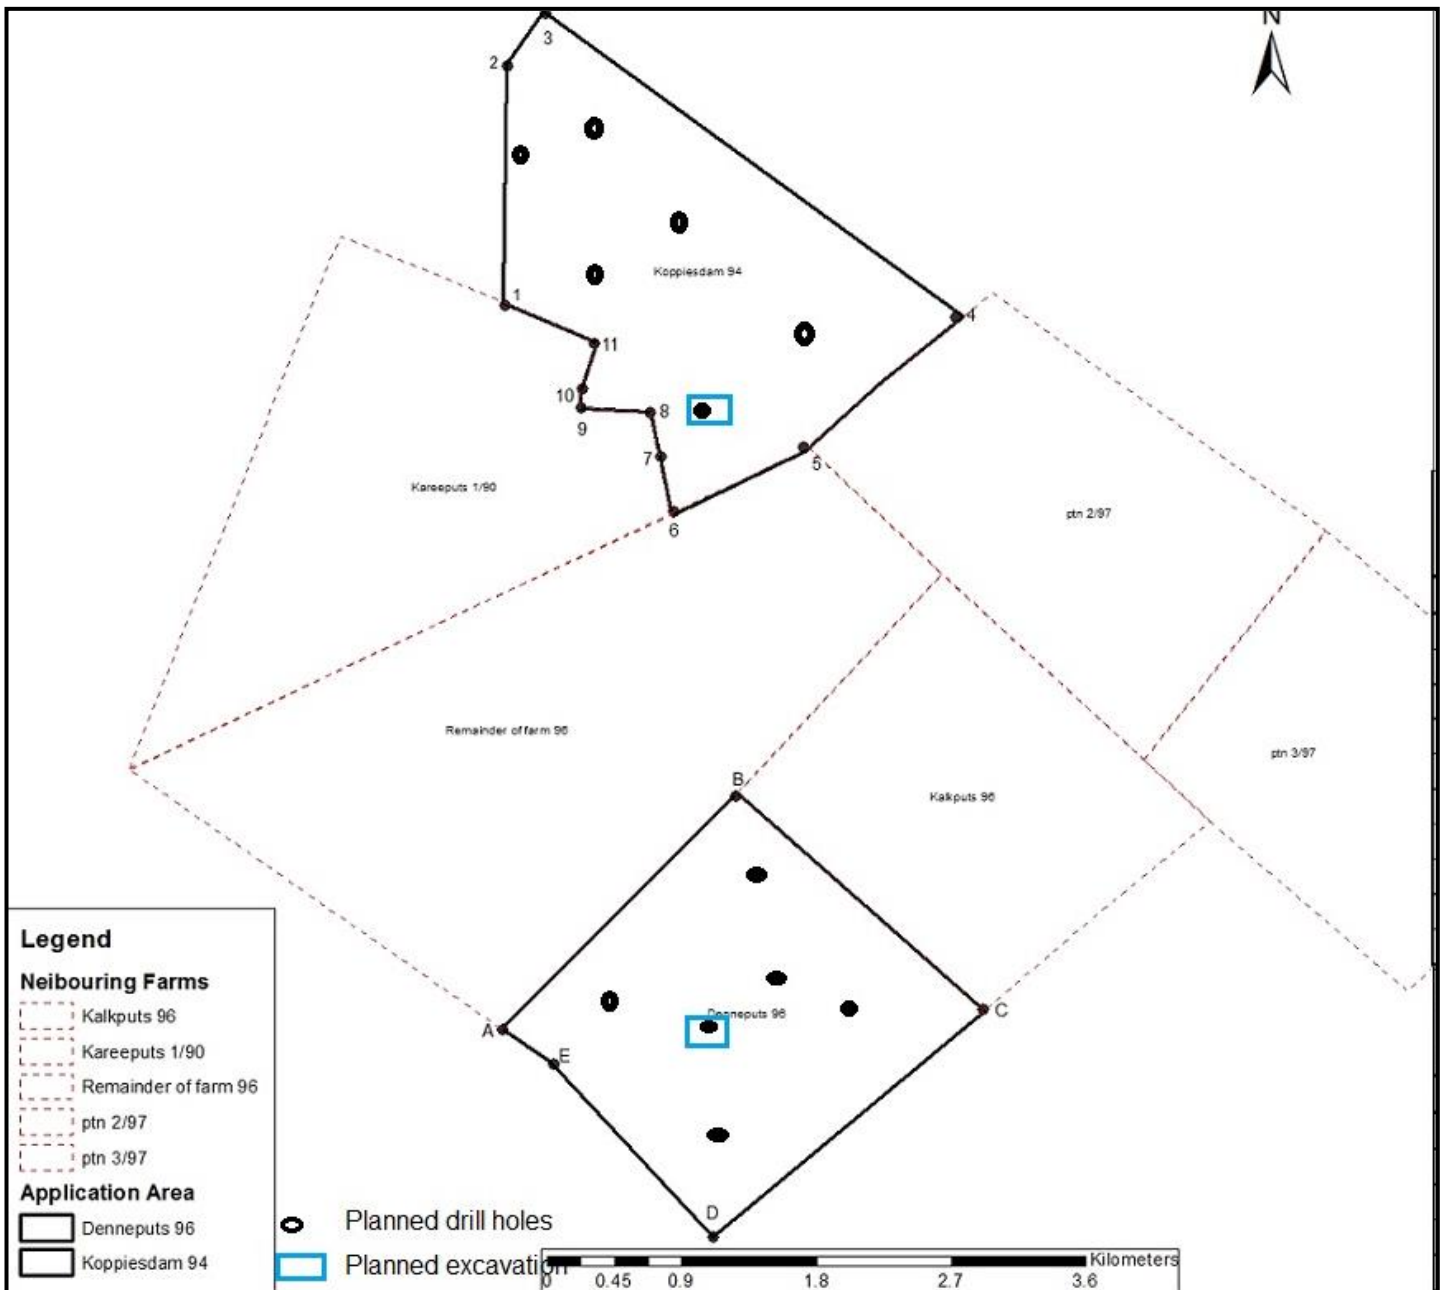 N
3
2
Koppiesdam 94
1
4
11
10
8
9
5
7
Kareeputs 1/90
6
ptn 2/97
Remainder of farm 96
ptn 3/97
B
Kalkputs 96
Denneputs 96
A
C
E
D
Legend
Neibouring Farms
Kalkputs 96
Kareeputs 1/90
Remainder of farm 96
ptn 2/97
ptn 3/97
Application Area
Denneputs 96
Koppiesdam 94
Planned drill holes
Planned excavation
Kilometers
0 0.45 0.9 1.8 2.7 3.6